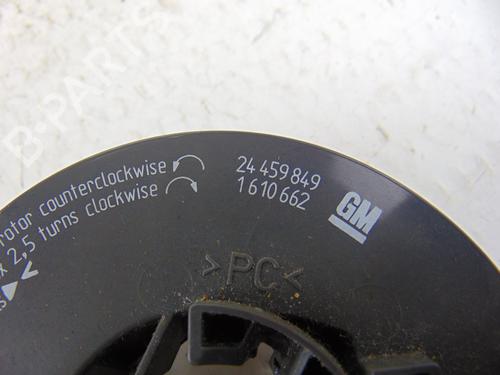 rotor counterclockwise
x 2,5 turns clockwise
24 459 849
1 610 662
GM
>PC<
B-PARTS